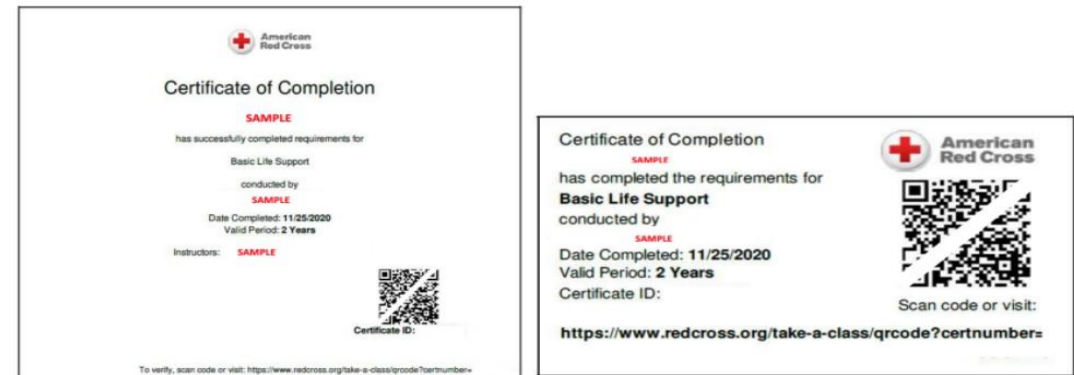 American
Red Cross
Certificate of Completion
SAMPLE
has successfully completed requirements for
Basic Life Support
conducted by
SAMPLE
Date Completed: 11/25/2020
Valid Period: 2 Years
Instructors: SAMPLE
Certificate ID:
To verify, scan code or visit: https://www.redcross.org/take-a-class/qrcode?certnumber=
Certificate of Completion
SAMPLE
has completed the requirements for
Basic Life Support
conducted by
SAMPLE
Date Completed: 11/25/2020
Valid Period: 2 Years
Certificate ID:
American
Red Cross
Scan code or visit:
https://www.redcross.org/take-a-class/qrcode?certnumber=